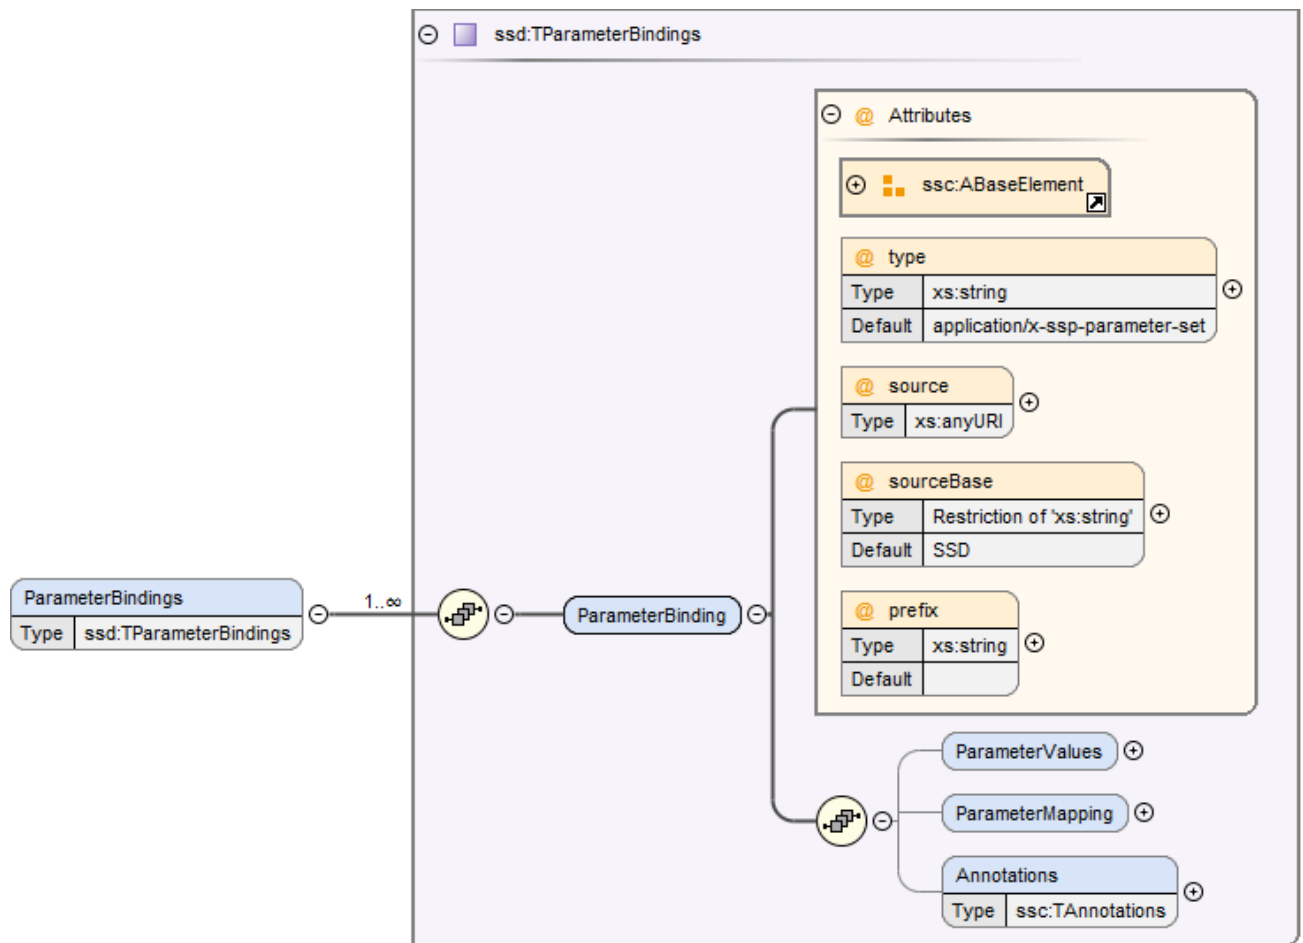 ssd:TParameterBindings
@ Attributes
ssc:ABaseElement
@ type
Type xs:string
Default application/x-ssp-parameter-set
@ source
Type xs:anyURI
@ sourceBase
Type Restriction of 'xs:string'
Default SSD
ParameterBindings
Type ssd:TParameterBindings
1..∞
ParameterBinding
@ prefix
Type xs:string
Default
ParameterValues
ParameterMapping
Annotations
Type ssc:TAnnotations